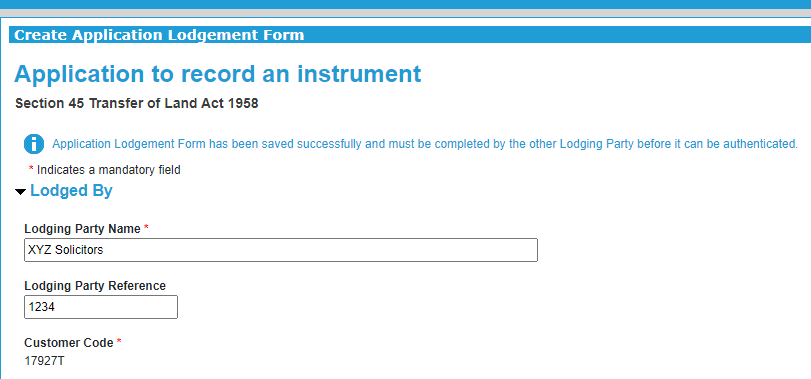 Create Application Lodgement Form
Application to record an instrument
Section 45 Transfer of Land Act 1958
Application Lodgement Form has been saved successfully and must be completed by the other Lodging Party before it can be authenticated.
* Indicates a mandatory field
Lodged By
Lodging Party Name *
XYZ Solicitors
Lodging Party Reference
1234
Customer Code *
17927T